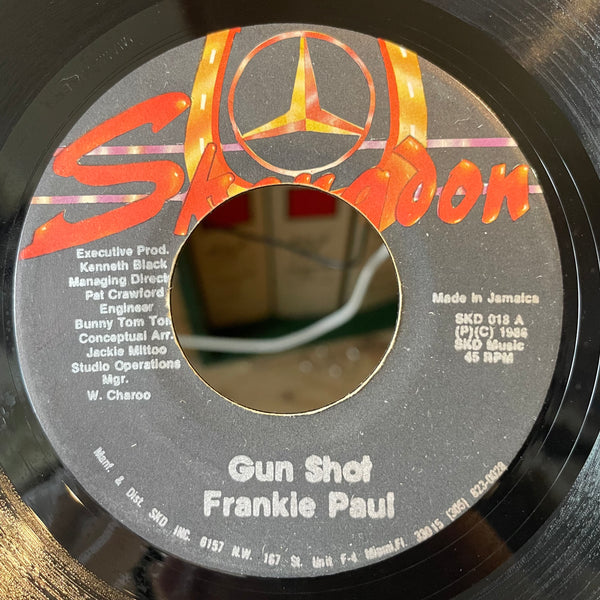 Skengdon
Executive Prod.
Kenneth Black
Managing Direct
Pat Crawford
Engineer
Bunny Tom Tom
Conceptual Arr.
Jackie Mittoo
Studio Operations
Mgr.
W. Charoo
Made in Jamaica
SKD 018 A
(P)(C) 1986
SKD Music
45 RPM
Gun Shot
Frankie Paul
Manf. & Dist. SKD INC. 6157 N.W. 167 St. Unit F-4 Miami,Fl 33015 (305) 823-0028